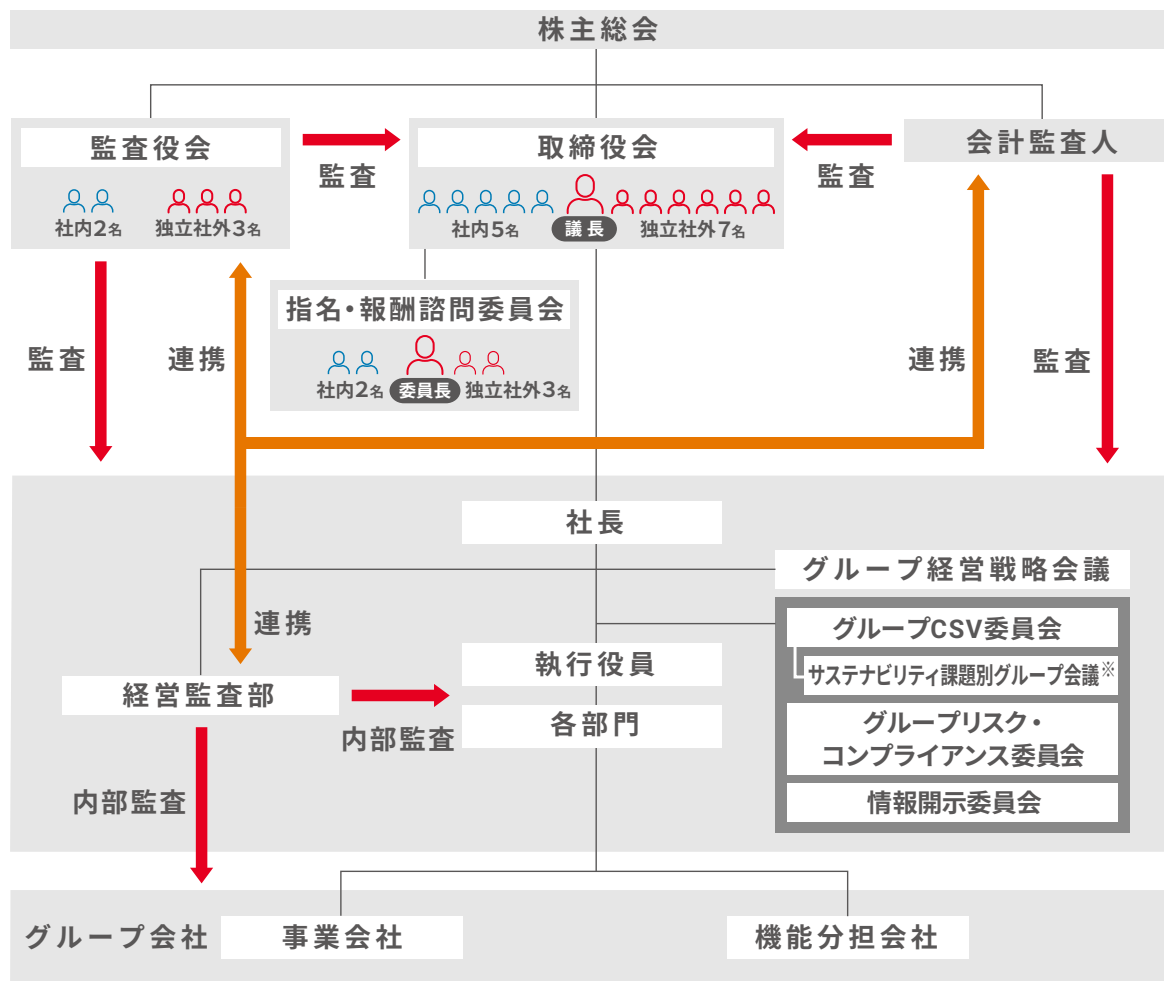 株主総会
監査役会
監査
取締役会
監査
会計監査人
社内2名
独立社外3名
社内5名
議長
独立社外7名
指名・報酬諮問委員会
社内2名
委員長
独立社外3名
監査
連携
連携
監査
社長
グループ経営戦略会議
連携
グループCSV委員会
執行役員
サステナビリティ課題別グループ会議※
経営監査部
内部監査
各部門
グループリスク・
コンプライアンス委員会
内部監査
情報開示委員会
グループ会社
事業会社
機能分担会社